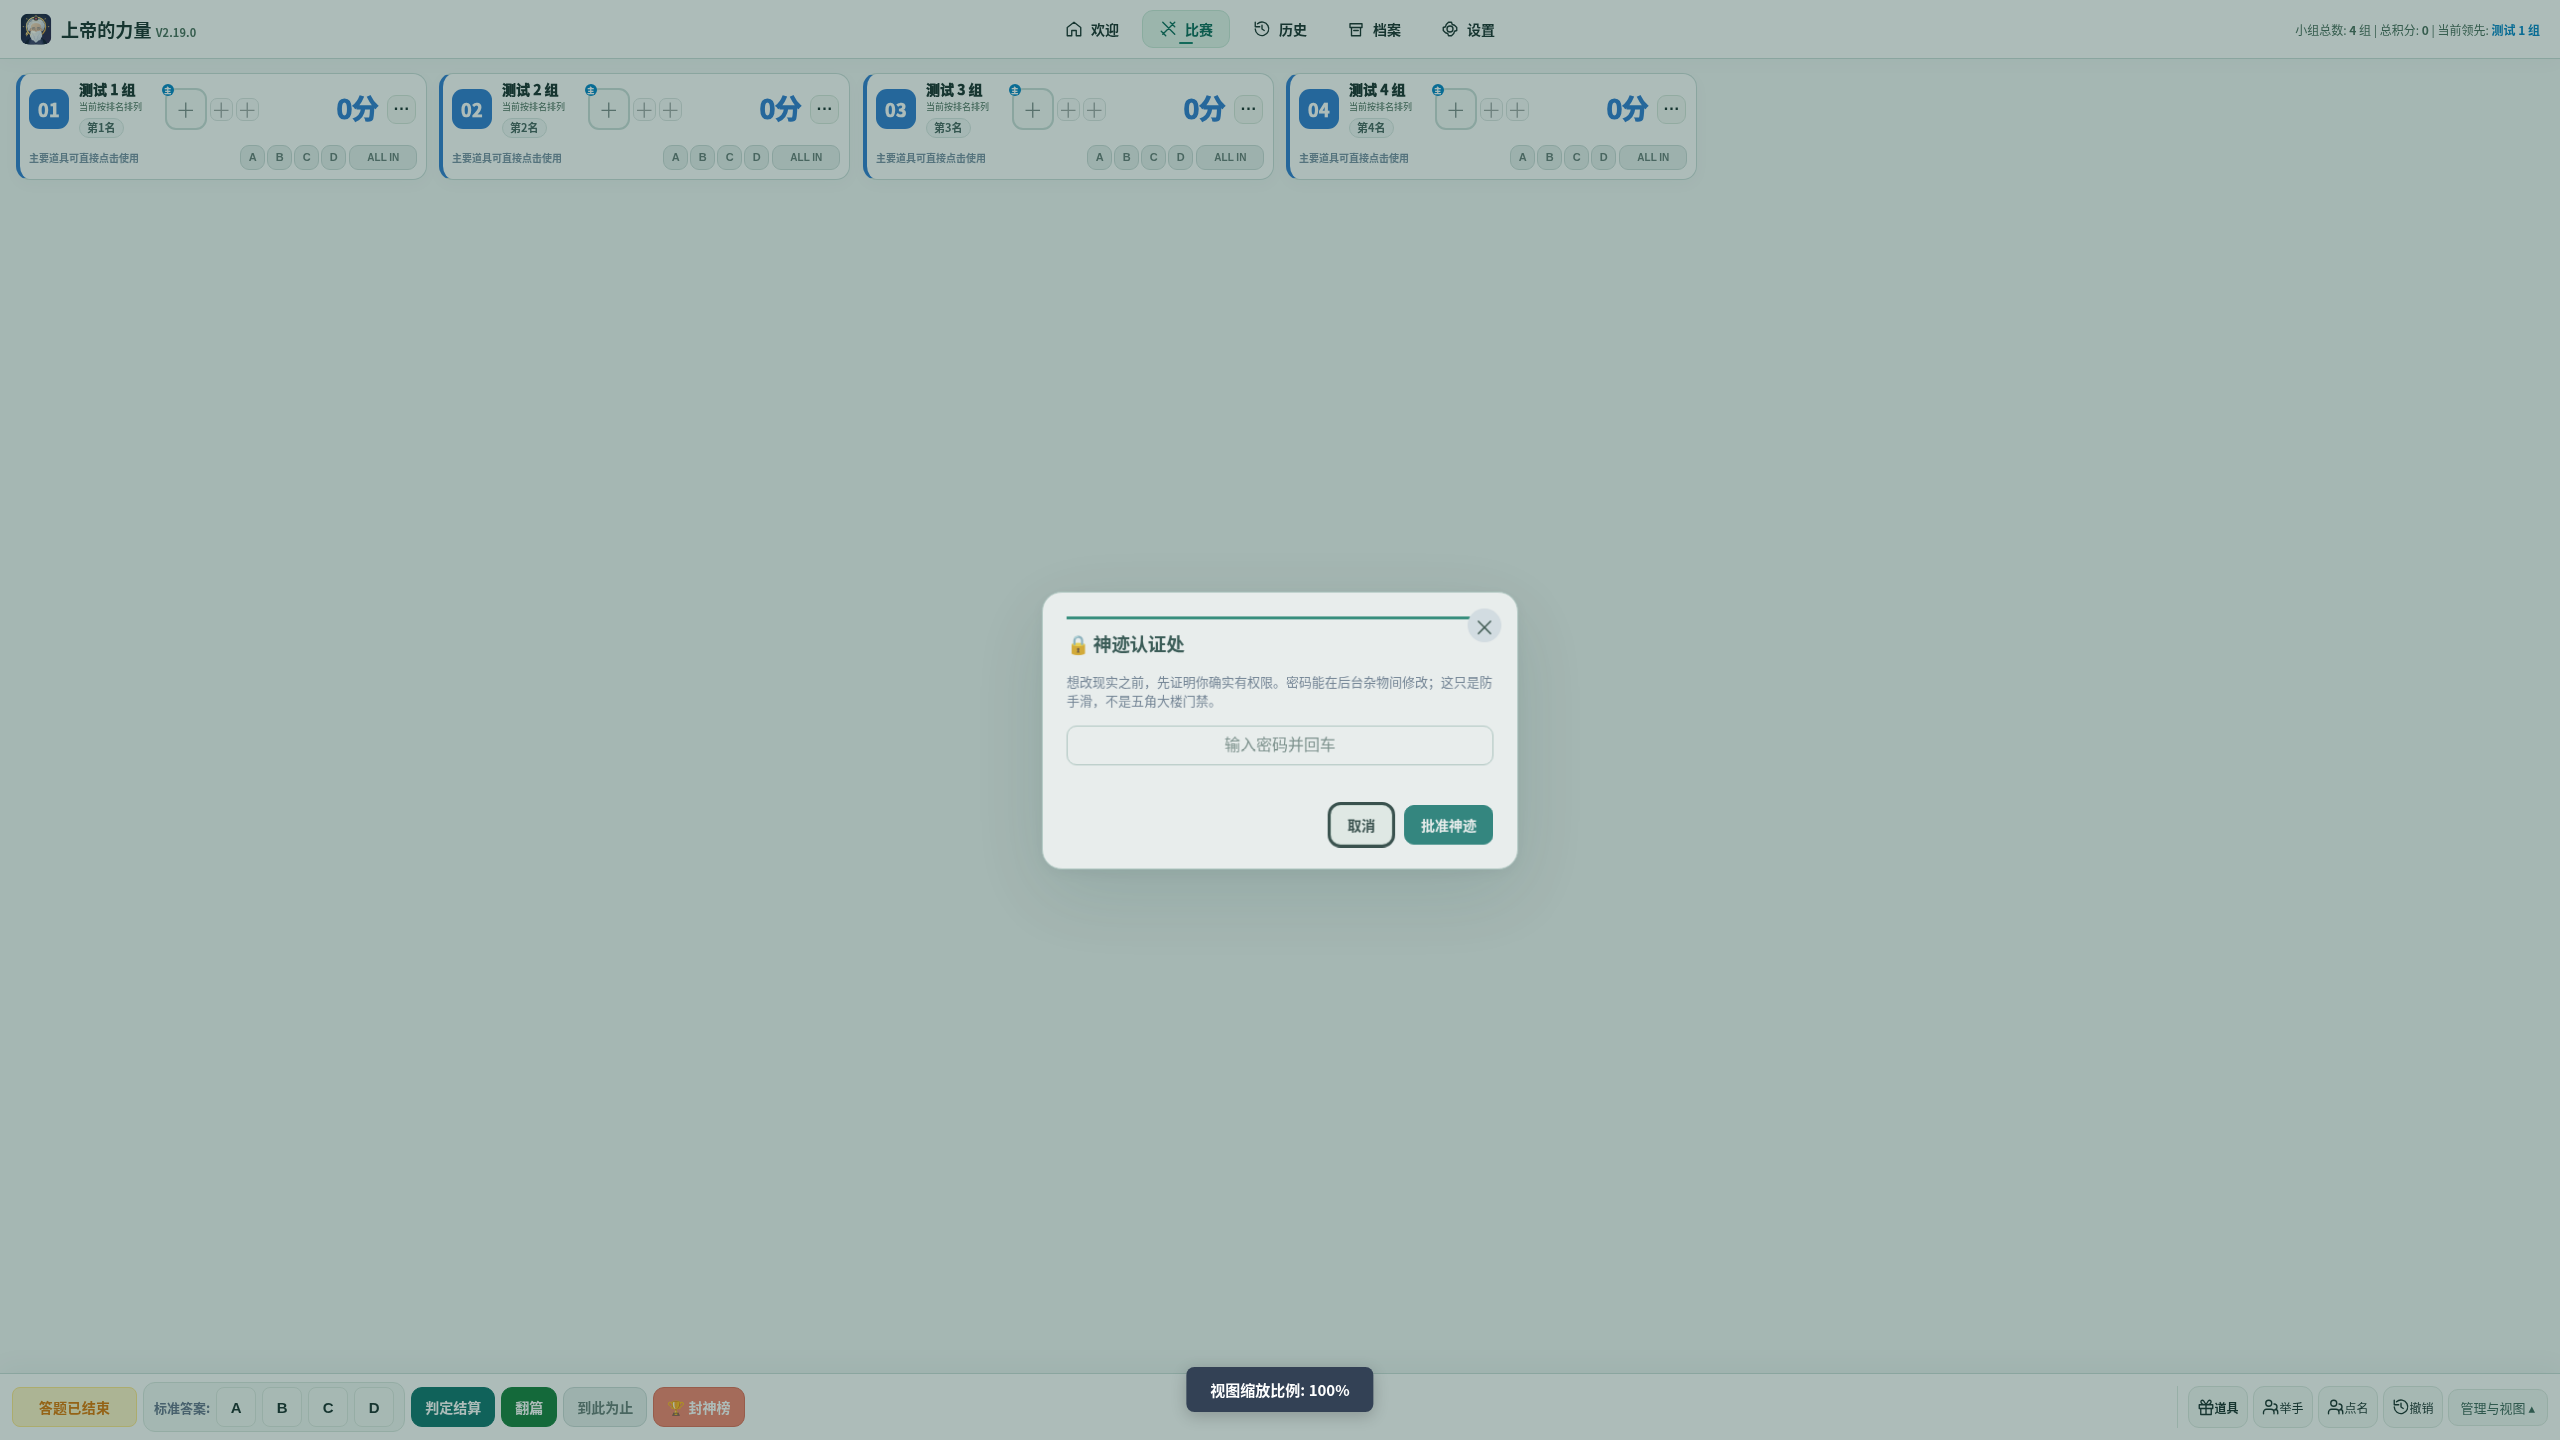 上帝的力量 V2.19.0
欢迎 比赛 历史 档案 设置
小组总数: 4 组 | 总积分: 0 | 当前领先: 测试 1 组
01 测试 1 组 主 0分 ...
当前按排名排列
第1名
主要道具可直接点击使用 A B C D ALL IN
02 测试 2 组 主 0分 ...
当前按排名排列
第2名
主要道具可直接点击使用 A B C D ALL IN
03 测试 3 组 主 0分 ...
当前按排名排列
第3名
主要道具可直接点击使用 A B C D ALL IN
04 测试 4 组 主 0分 ...
当前按排名排列
第4名
主要道具可直接点击使用 A B C D ALL IN
🔒 神迹认证处
想改现实之前，先证明你确实有权限。密码能在后台杂物间修改；这只是防
手滑，不是五角大楼门禁。
输入密码并回车
取消 批准神迹
视图缩放比例: 100%
答题已结束 标准答案: A B C D 判定结算 翻篇 到此为止 🏆 封神榜
道具 举手 点名 撤销 管理与视图 ▴